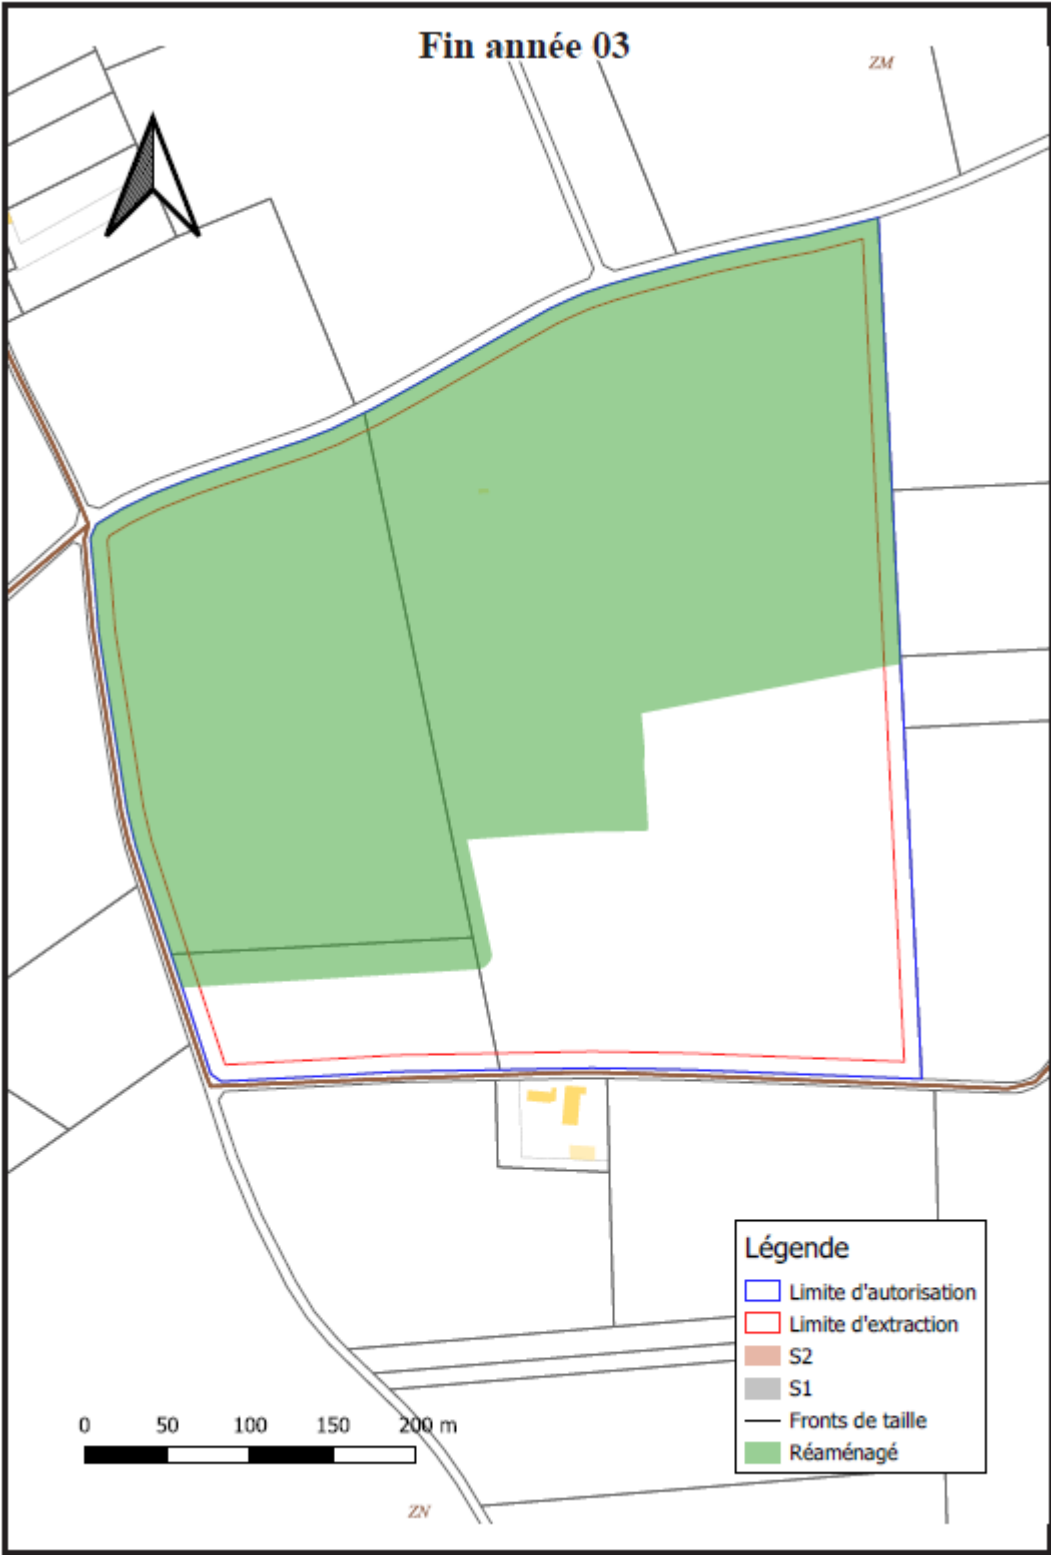 Fin année 03
ZM
Légende
Limite d'autorisation
Limite d'extraction
S2
S1
Fronts de taille
Réaménagé
0 50 100 150 200 m
ZN